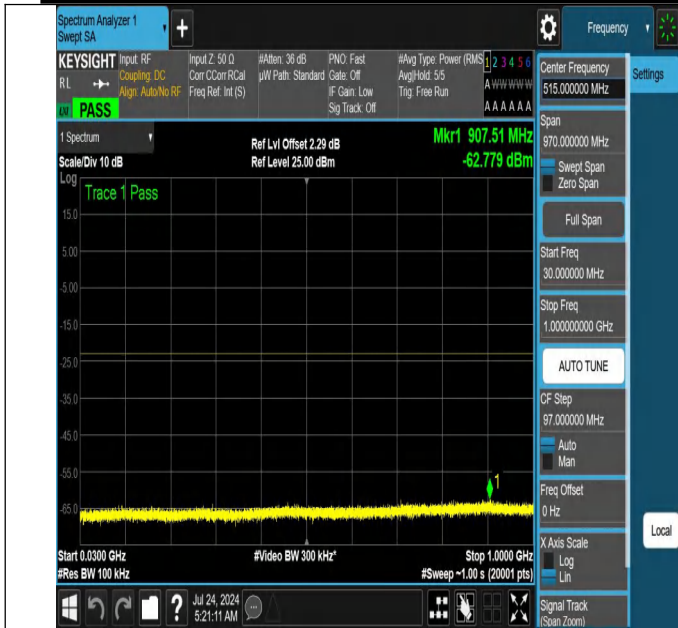 Spectrum Analyzer 1
Swept SA
+
Frequency
KEYSIGHT
RL
LXI
PASS
Input: RF
Coupling: DC
Align: Auto/No RF
Input Z: 50 Ω
Corr CCorr RCal
Freq Ref: Int (S)
#Atten: 36 dB
µW Path: Standard
PNO: Fast
Gate: Off
IF Gain: Low
Sig Track: Off
#Avg Type: Power (RMS
Avg|Hold: 5/5
Trig: Free Run
1 2 3 4 5 6
A W W W W W
A A A A A A
1 Spectrum
Scale/Div 10 dB
Ref Lvl Offset 2.29 dB
Ref Level 25.00 dBm
Mkr1 907.51 MHz
-62.779 dBm
Log
Trace 1 Pass
15.0
5.00
-5.00
-15.0
-25.0
-35.0
-45.0
-55.0
-65.0
1
Start 0.0300 GHz
#Res BW 100 kHz
#Video BW 300 kHz*
Stop 1.0000 GHz
#Sweep ~1.00 s (20001 pts)
Jul 24, 2024
5:21:11 AM
?
Center Frequency
515.000000 MHz
Settings
Span
970.000000 MHz
Swept Span
Zero Span
Full Span
Start Freq
30.000000 MHz
Stop Freq
1.000000000 GHz
AUTO TUNE
CF Step
97.000000 MHz
Auto
Man
Freq Offset
0 Hz
Local
X Axis Scale
Log
Lin
Signal Track
(Span Zoom)